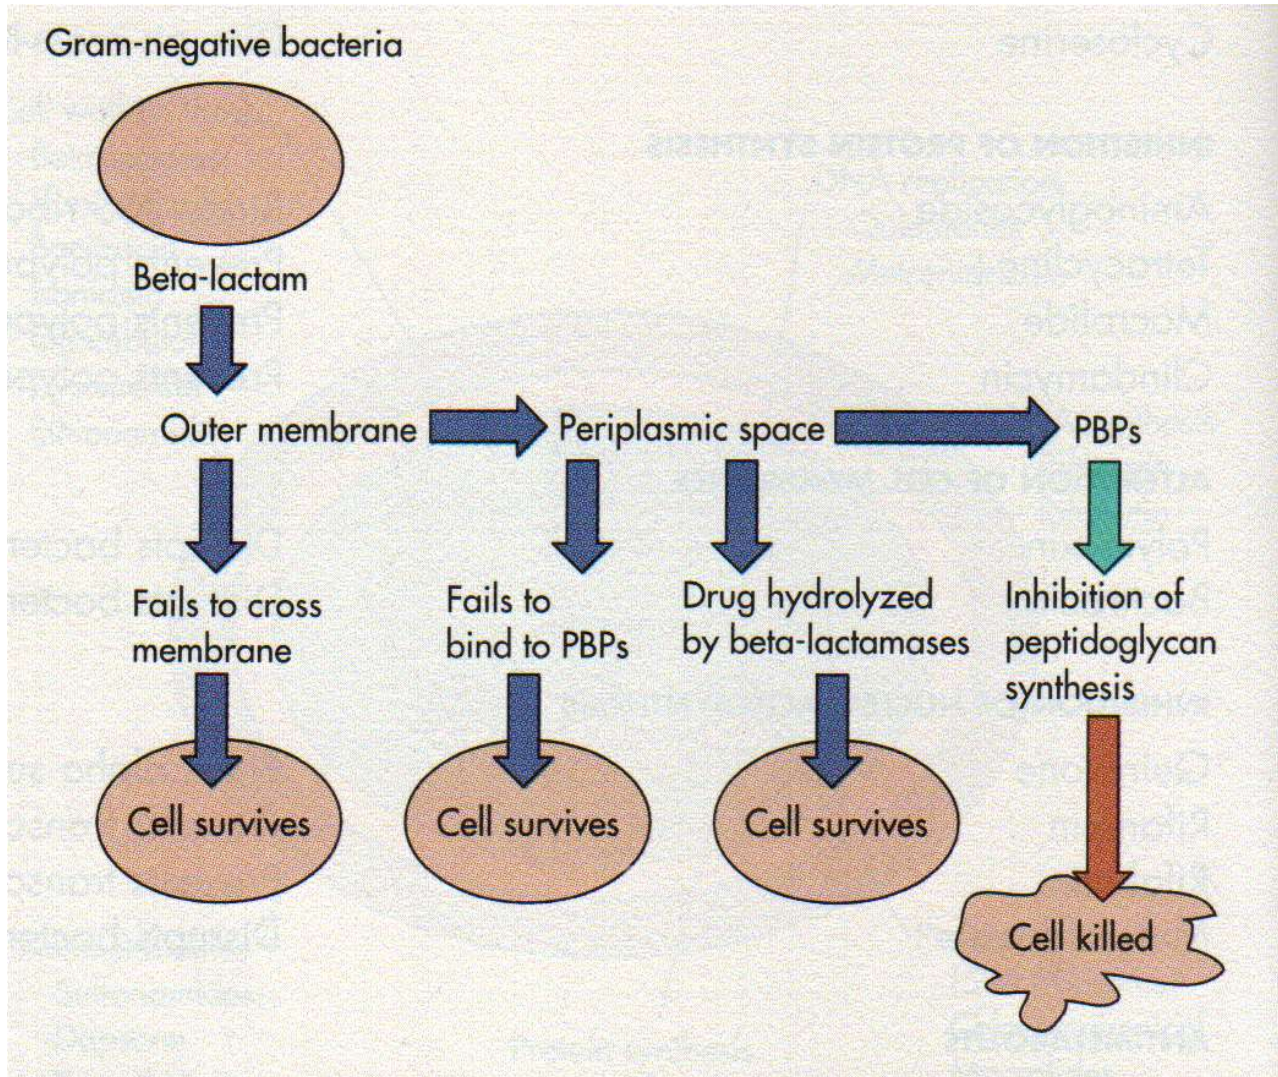 Gram-negative bacteria
Beta-lactam
Outer membrane
Periplasmic space
PBPs
Fails to cross
membrane
Fails to
bind to PBPs
Drug hydrolyzed
by beta-lactamases
Inhibition of
peptidoglycan
synthesis
Cell survives
Cell survives
Cell survives
Cell killed